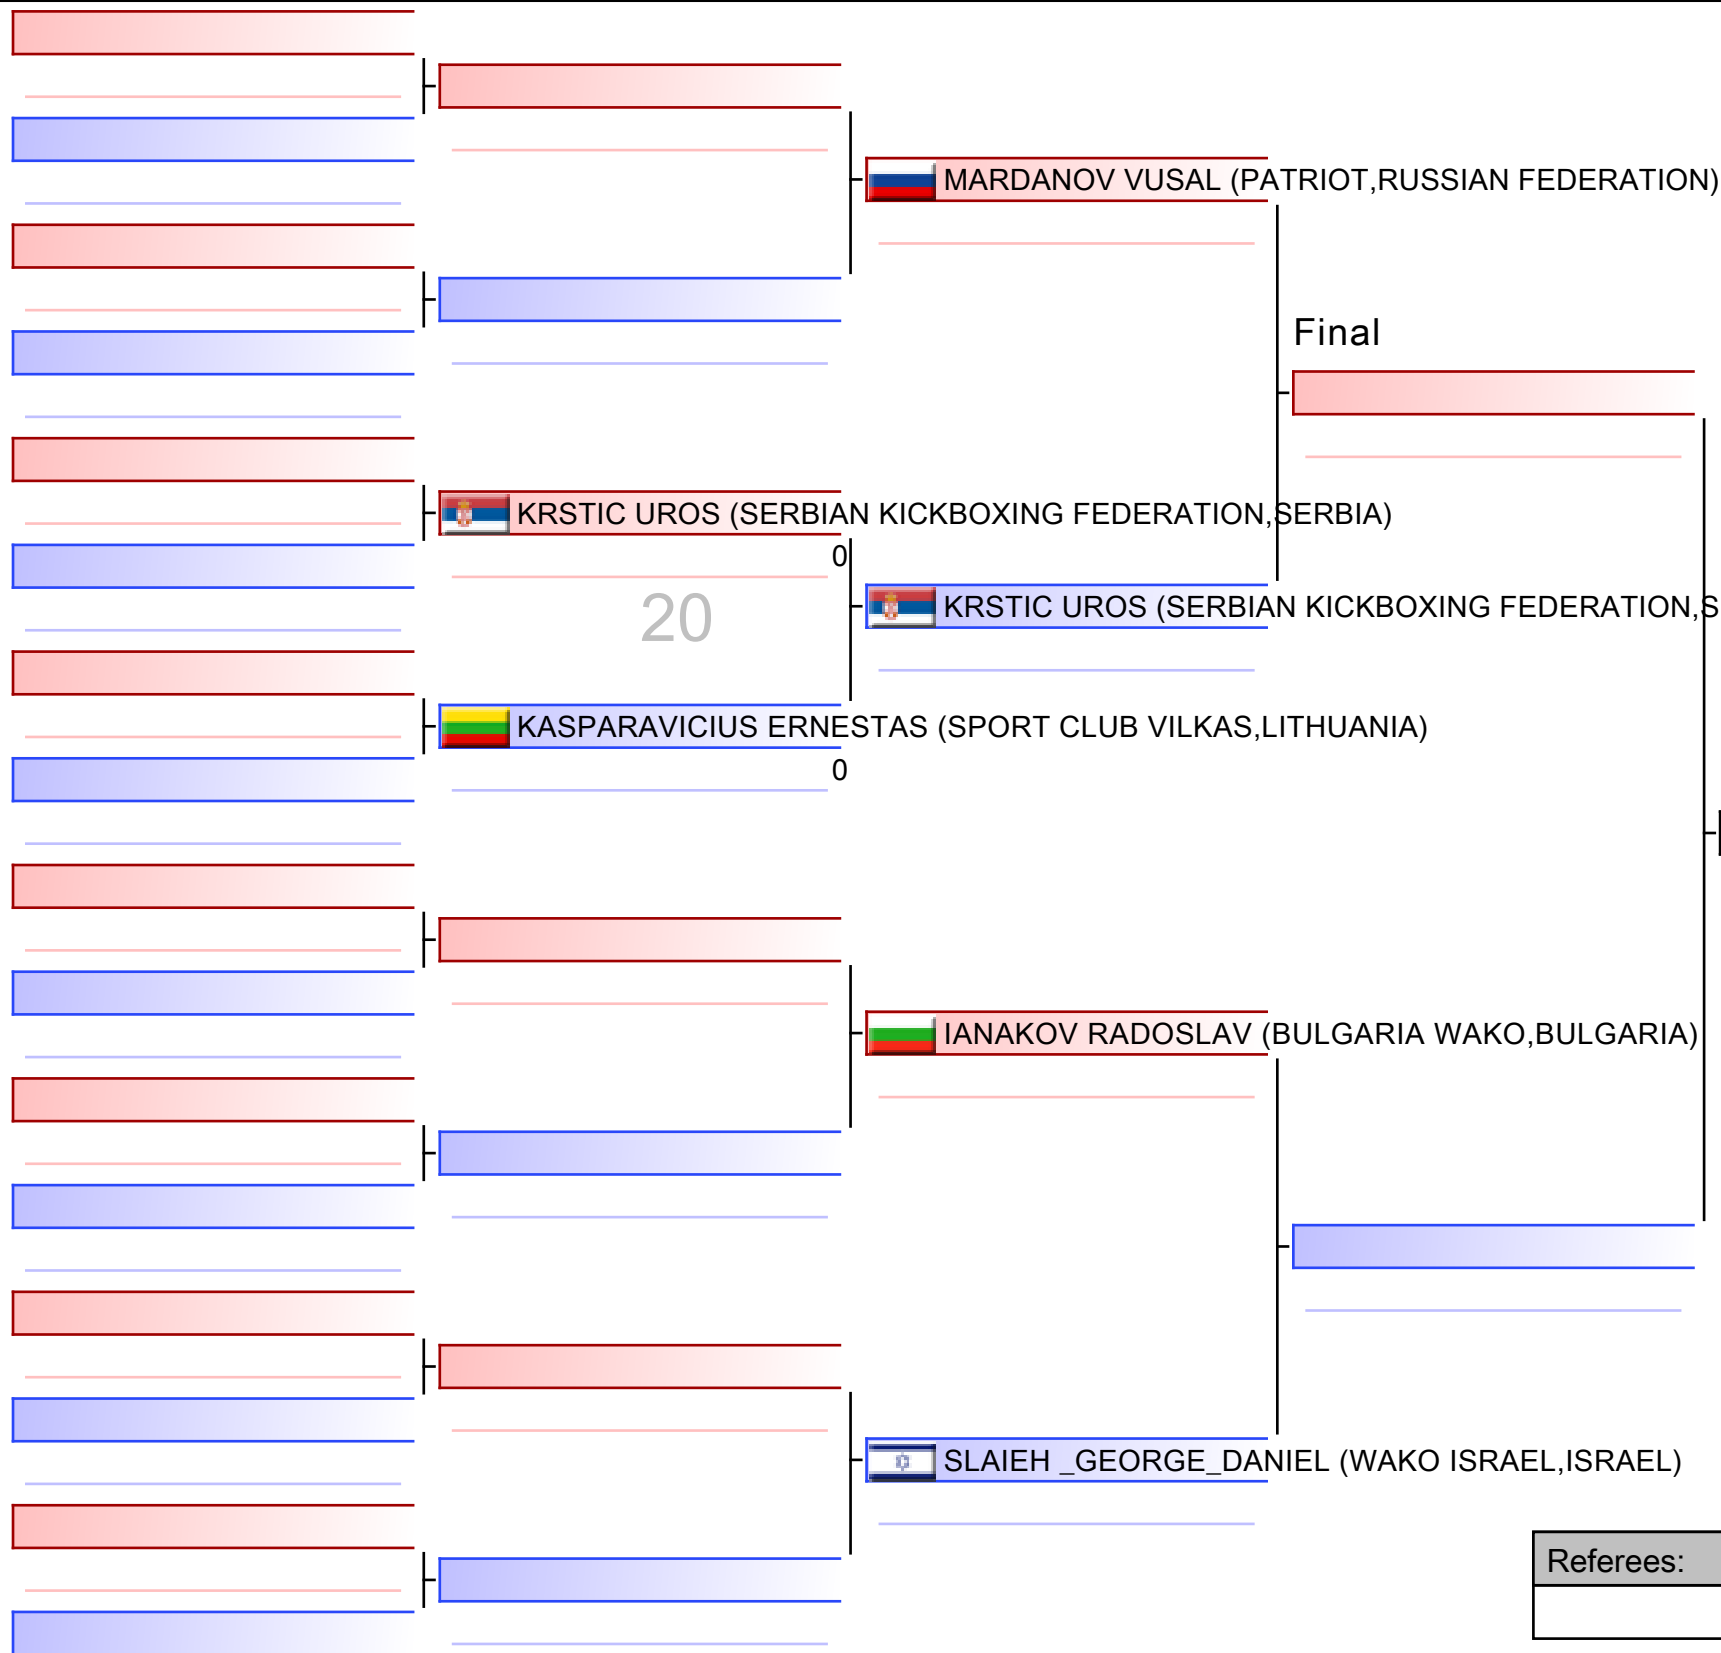 MARDANOV VUSAL (PATRIOT,RUSSIAN FEDERATION)
Final
KRSTIC UROS (SERBIAN KICKBOXING FEDERATION,SERBIA)
0
20
KRSTIC UROS (SERBIAN KICKBOXING FEDERATION,S
KASPARAVICIUS ERNESTAS (SPORT CLUB VILKAS,LITHUANIA)
0
IANAKOV RADOSLAV (BULGARIA WAKO,BULGARIA)
SLAIEH _GEORGE_DANIEL (WAKO ISRAEL,ISRAEL)
Referees: